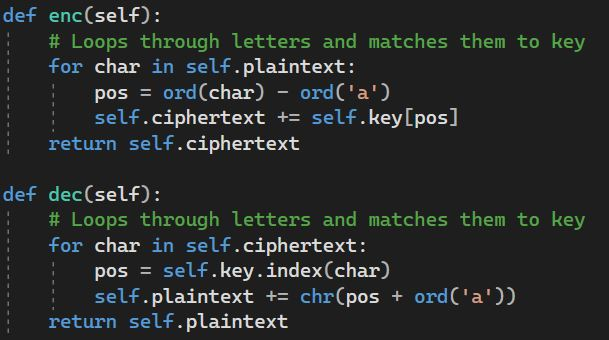 def enc(self):
    # Loops through letters and matches them to key
    for char in self.plaintext:
        pos = ord(char) - ord('a')
        self.ciphertext += self.key[pos]
    return self.ciphertext

def dec(self):
    # Loops through letters and matches them to key
    for char in self.ciphertext:
        pos = self.key.index(char)
        self.plaintext += chr(pos + ord('a'))
    return self.plaintext